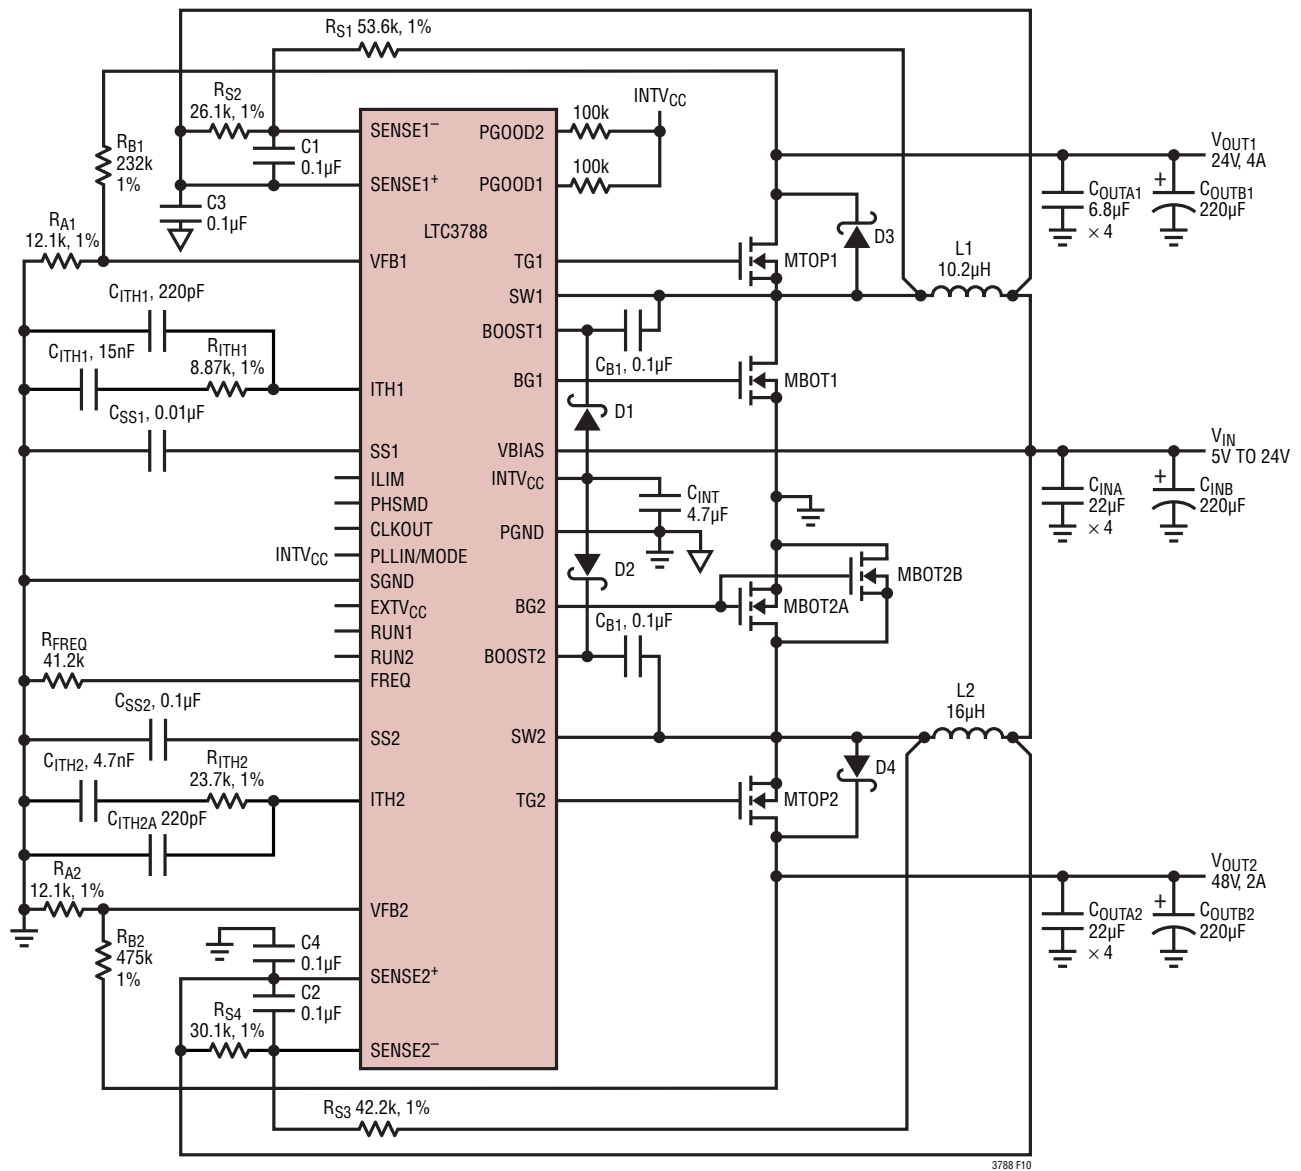 RS1 53.6k, 1%
RS2
26.1k, 1%
C1
0.1µF
RB1
232k
1%
C3
0.1µF
RA1
12.1k, 1%
CITH1, 220pF
CITH1, 15nF
RITH1
8.87k, 1%
CSS1, 0.01µF
INTVCC
RFREQ
41.2k
CSS2, 0.1µF
CITH2, 4.7nF
RITH2
23.7k, 1%
CITH2A 220pF
RA2
12.1k, 1%
RB2
475k
1%
C4
0.1µF
C2
0.1µF
RS4
30.1k, 1%
RS3 42.2k, 1%
LTC3788
SENSE1–
SENSE1+
VFB1
ITH1
SS1
ILIM
PHSMD
CLKOUT
PLLIN/MODE
SGND
EXTVCC
RUN1
RUN2
FREQ
SS2
ITH2
VFB2
SENSE2+
SENSE2–
PGOOD2
PGOOD1
TG1
SW1
BOOST1
BG1
VBIAS
INTVCC
PGND
BG2
BOOST2
SW2
TG2
100k
INTVCC
100k
MTOP1
D3
L1
10.2µH
CB1, 0.1µF
MBOT1
D1
CINT
4.7µF
D2
MBOT2B
MBOT2A
CB1, 0.1µF
L2
16µH
D4
MTOP2
VOUT1
24V, 4A
COUTA1
6.8µF
× 4
+
COUTB1
220µF
VIN
5V TO 24V
CINA
22µF
× 4
+
CINB
220µF
VOUT2
48V, 2A
COUTA2
22µF
× 4
+
COUTB2
220µF
3788 F10